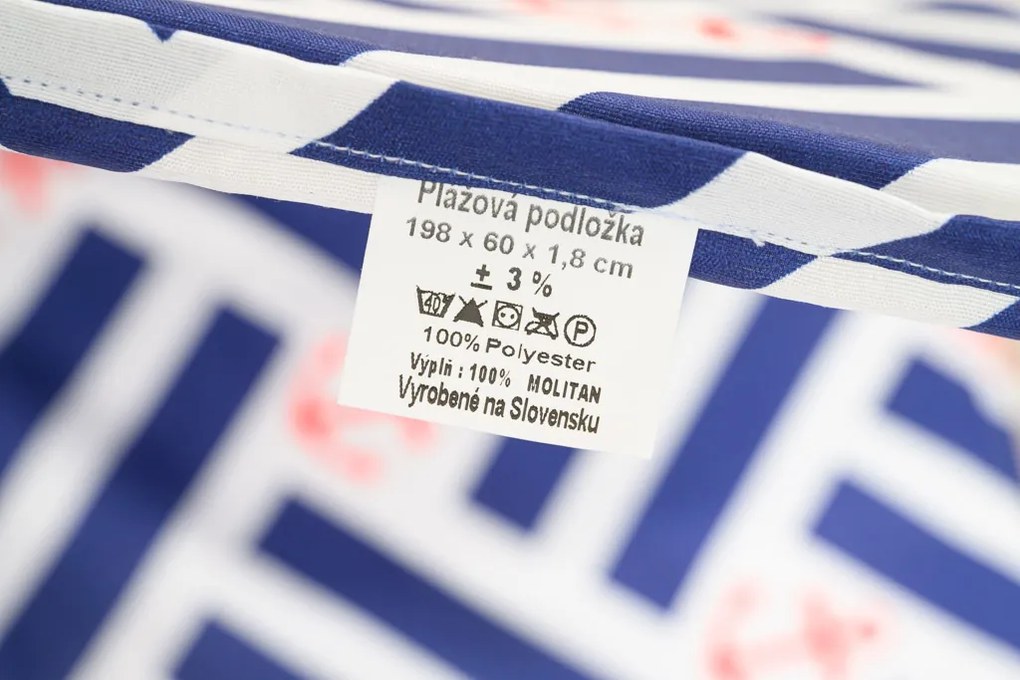 Plažová podložka
198 x 60 x 1,8 cm
± 3 %
40 P
100% Polyester
Výplň : 100% MOLITAN
Vyrobené na Slovensku